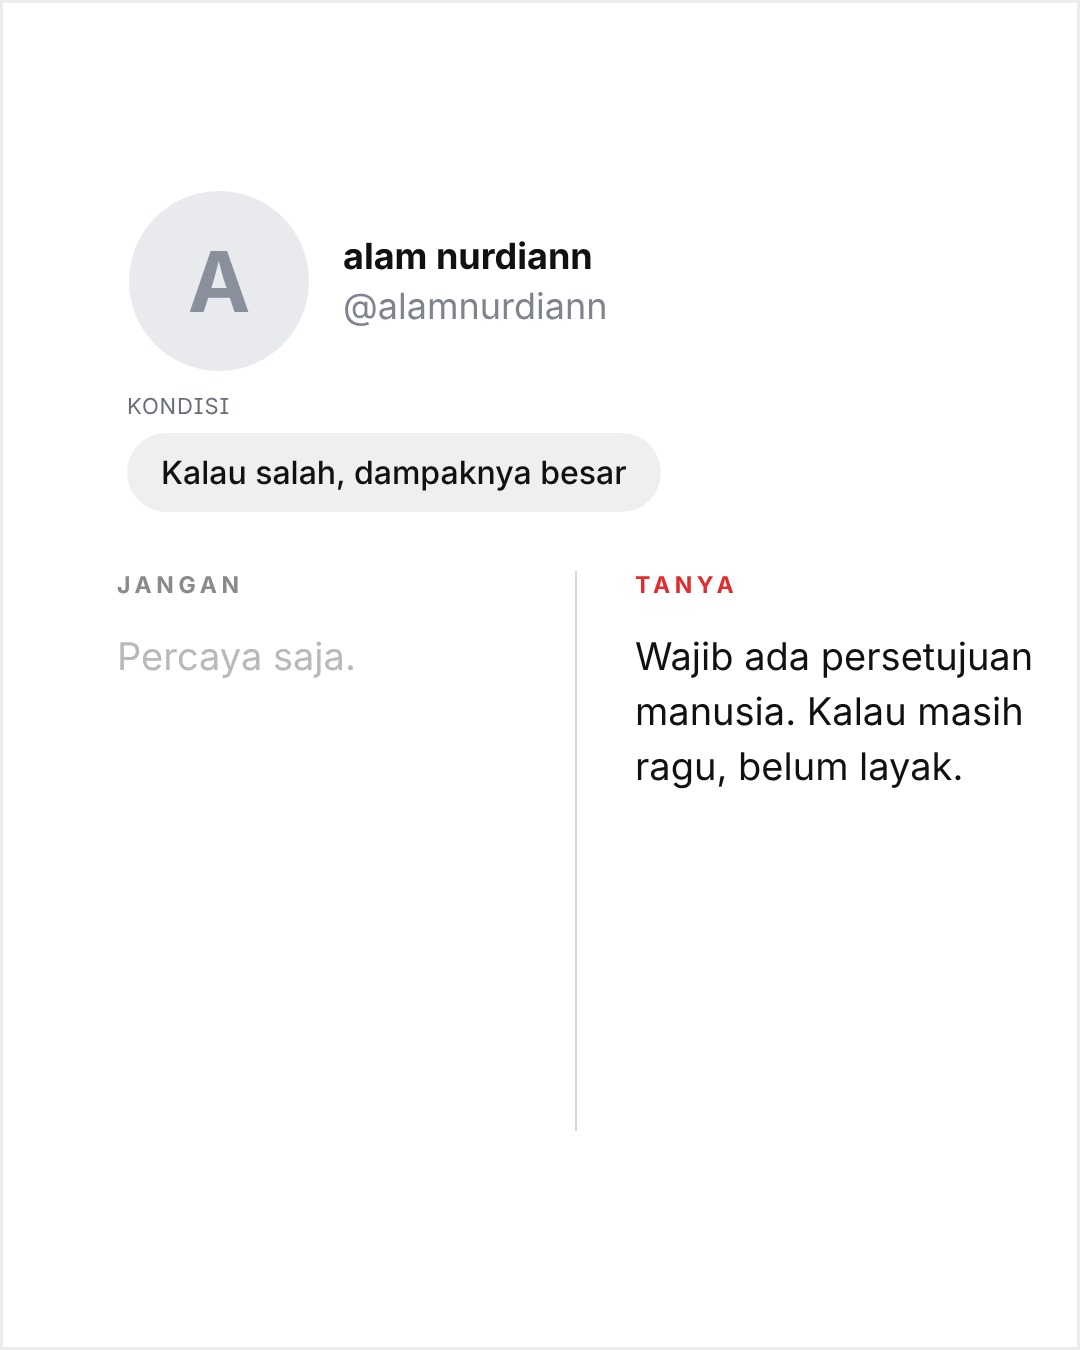 A
alam nurdiann
@alamnurdiann
KONDISI
Kalau salah, dampaknya besar
JANGAN
Percaya saja.
TANYA
Wajib ada persetujuan
manusia. Kalau masih
ragu, belum layak.